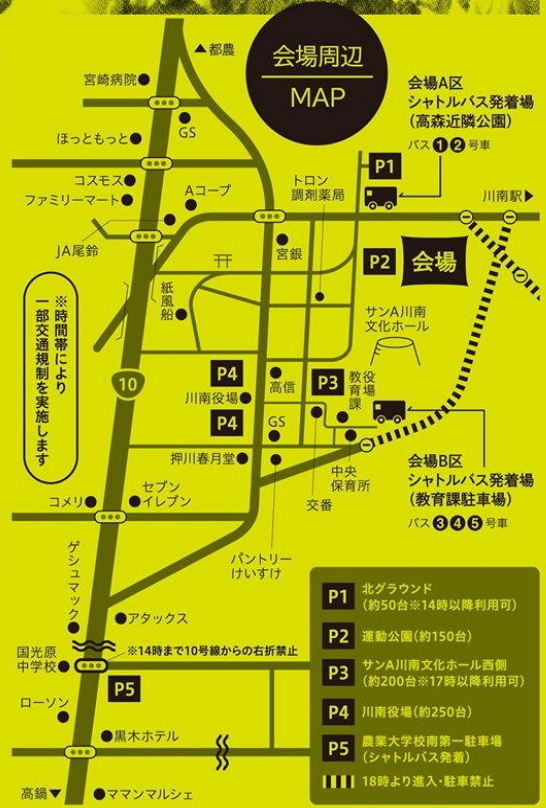 会場周辺
MAP
▲都農
宮崎病院
GS
ほっともっと
コスモス
ファミリーマート
Aコープ
JA尾鈴
トロン
調剤薬局
会場A区
シャトルバス発着場
(高森近隣公園)
バス❶❷号車
P1
川南駅▶
宮銀
P2
会場
紙風船
サンA川南
文化ホール
※時間帯により
一部交通規制を実施します
10
P4
高信
P3
役場
教育課
川南役場
P4
GS
押川春月堂
中央
保育所
交番
会場B区
シャトルバス発着場
(教育課駐車場)
バス❸❹❺号車
コメリ
セブン
イレブン
パントリー
けいすけ
ゲシュマック
アタックス
※14時まで10号線からの右折禁止
国光原
中学校
P5
ローソン
黒木ホテル
高鍋▼
ママンマルシェ
P1 北グラウンド
(約50台※14時以降利用可)
P2 運動公園(約150台)
P3 サンA川南文化ホール西側
(約200台※17時以降利用可)
P4 川南役場(約250台)
P5 農業大学校南第一駐車場
(シャトルバス発着)
18時より進入・駐車禁止